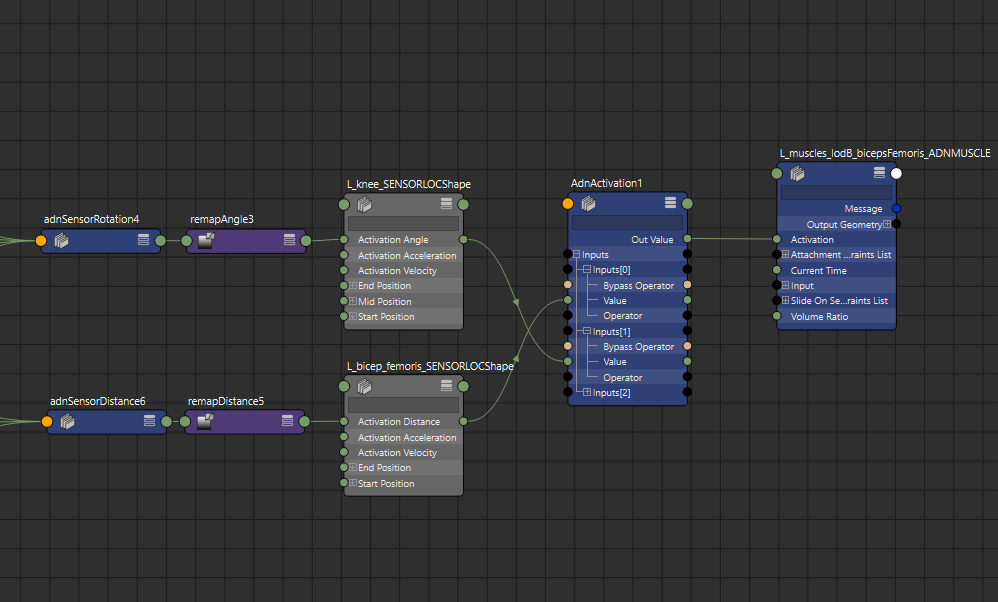 adnSensorRotation4
remapAngle3
L_knee_SENSORLOCShape
Activation Angle
Activation Acceleration
Activation Velocity
End Position
Mid Position
Start Position
adnSensorDistance6
remapDistance5
L_bicep_femoris_SENSORLOCShape
Activation Distance
Activation Acceleration
Activation Velocity
End Position
Start Position
AdnActivation1
Out Value
Inputs
Inputs[0]
Bypass Operator
Value
Operator
Inputs[1]
Bypass Operator
Value
Operator
Inputs[2]
L_muscles_lodB_bicepsFemoris_ADNMUSCLE
Message
Output Geometry
Activation
Attachment ...raints List
Current Time
Input
Slide On Se...raints List
Volume Ratio